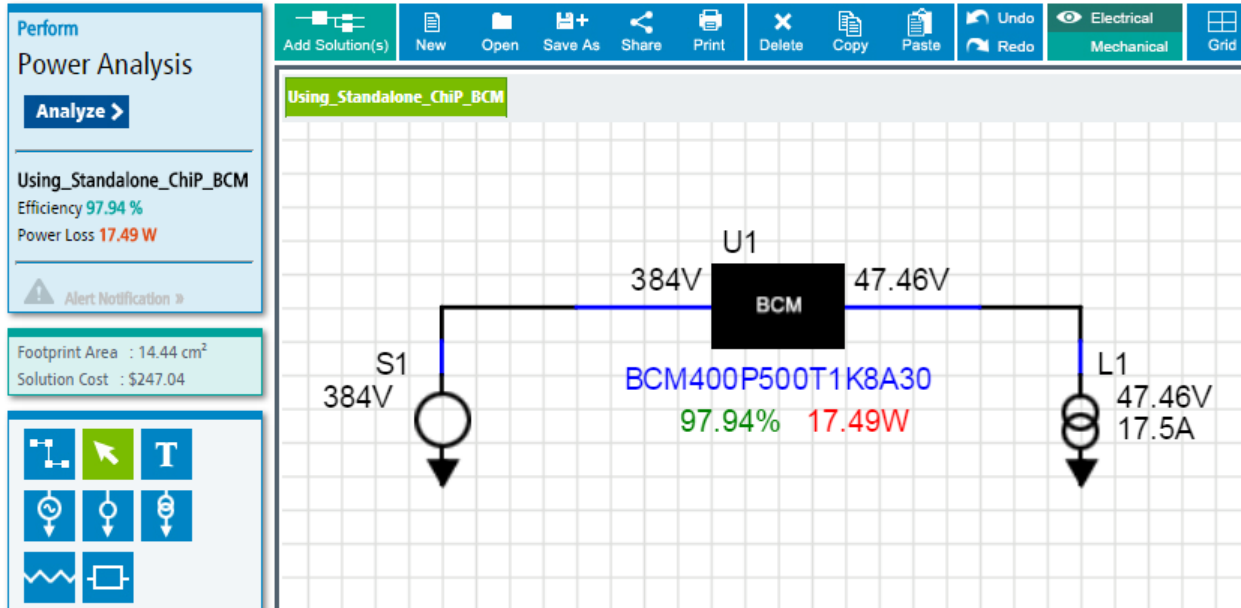 Perform
Power Analysis
Analyze
Using_Standalone_ChiP_BCM
Efficiency 97.94 %
Power Loss 17.49 W
Alert Notification »
Footprint Area : 14.44 cm²
Solution Cost : $247.04
T
Add Solution(s)
New
Open
Save As
Share
Print
Delete
Copy
Paste
Undo
Redo
Electrical
Mechanical
Grid
Using_Standalone_ChiP_BCM
U1
384V
47.46V
BCM
BCM400P500T1K8A30
97.94% 17.49W
S1
384V
L1
47.46V
17.5A